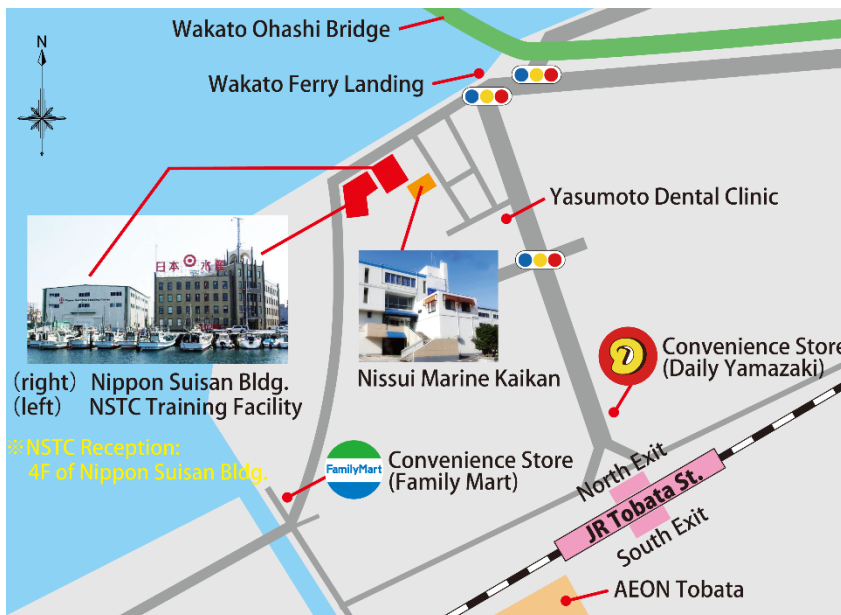 Wakato Ohashi Bridge
N
Wakato Ferry Landing
Yasumoto Dental Clinic
日本 水産
Convenience Store
(Daily Yamazaki)
(right) Nippon Suisan Bldg.
(left) NSTC Training Facility
Nissui Marine Kaikan
※NSTC Reception:
4F of Nippon Suisan Bldg.
FamilyMart
Convenience Store
(Family Mart)
North Exit
JR Tobata St.
South Exit
AEON Tobata